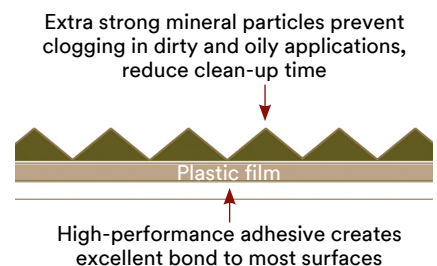 Extra strong mineral particles prevent
clogging in dirty and oily applications,
reduce clean-up time
Plastic film
High-performance adhesive creates
excellent bond to most surfaces